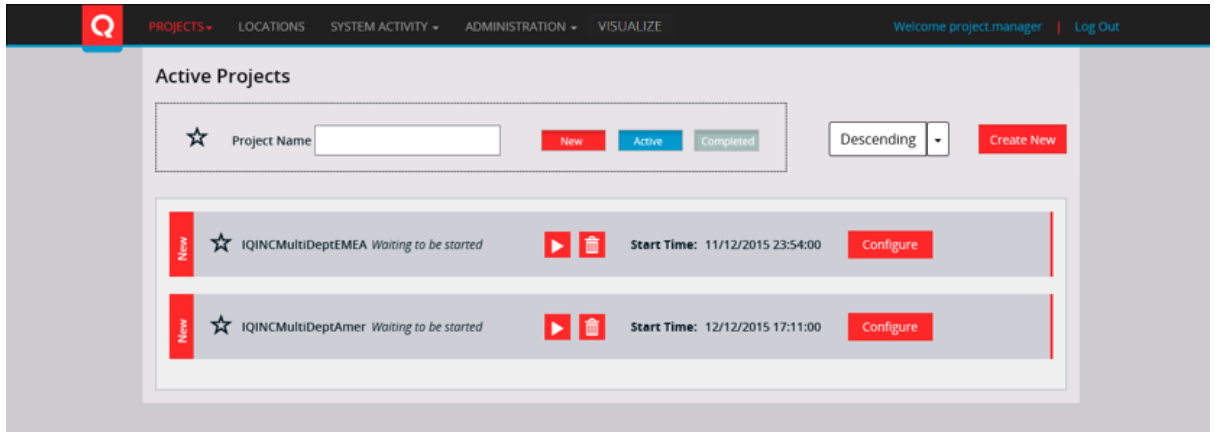 Q PROJECTS LOCATIONS SYSTEM ACTIVITY ADMINISTRATION VISUALIZE Welcome project.manager | Log Out
Active Projects
Project Name New Active Completed Descending Create New
New IQINCMultiDeptEMEA Waiting to be started Start Time: 11/12/2015 23:54:00 Configure
New IQINCMultiDeptAmer Waiting to be started Start Time: 12/12/2015 17:11:00 Configure